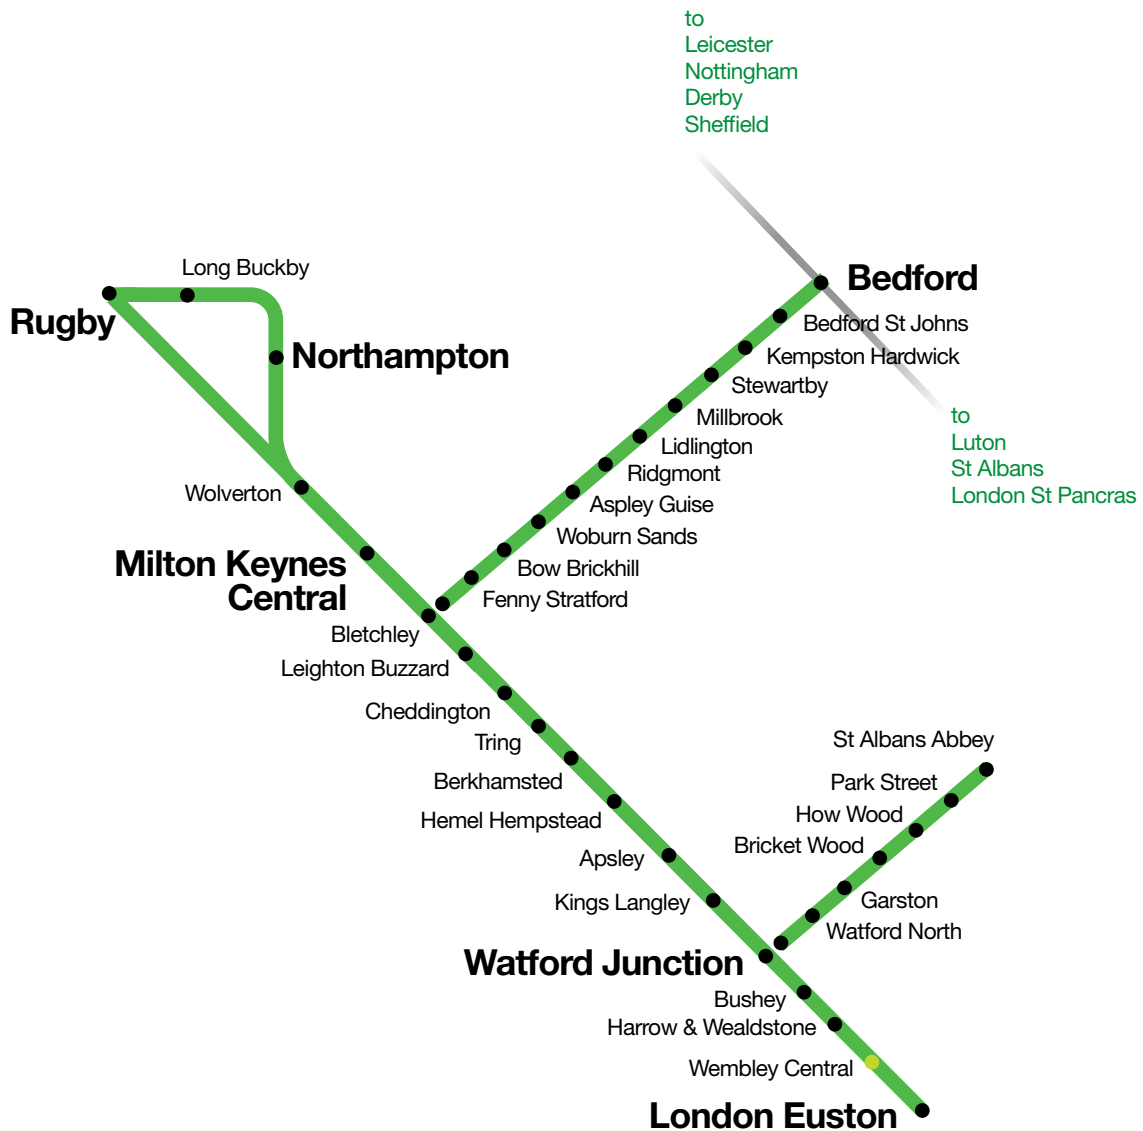 to
Leicester
Nottingham
Derby
Sheffield
Long Buckby
Rugby
Northampton
Bedford
Bedford St Johns
Kempston Hardwick
Stewartby
Millbrook
Lidlington
Ridgmont
Aspley Guise
Woburn Sands
Bow Brickhill
Fenny Stratford
to
Luton
St Albans
London St Pancras
Wolverton
Milton Keynes
Central
Bletchley
Leighton Buzzard
Cheddington
Tring
Berkhamsted
Hemel Hempstead
Apsley
Kings Langley
Watford Junction
St Albans Abbey
Park Street
How Wood
Bricket Wood
Garston
Watford North
Bushey
Harrow & Wealdstone
Wembley Central
London Euston